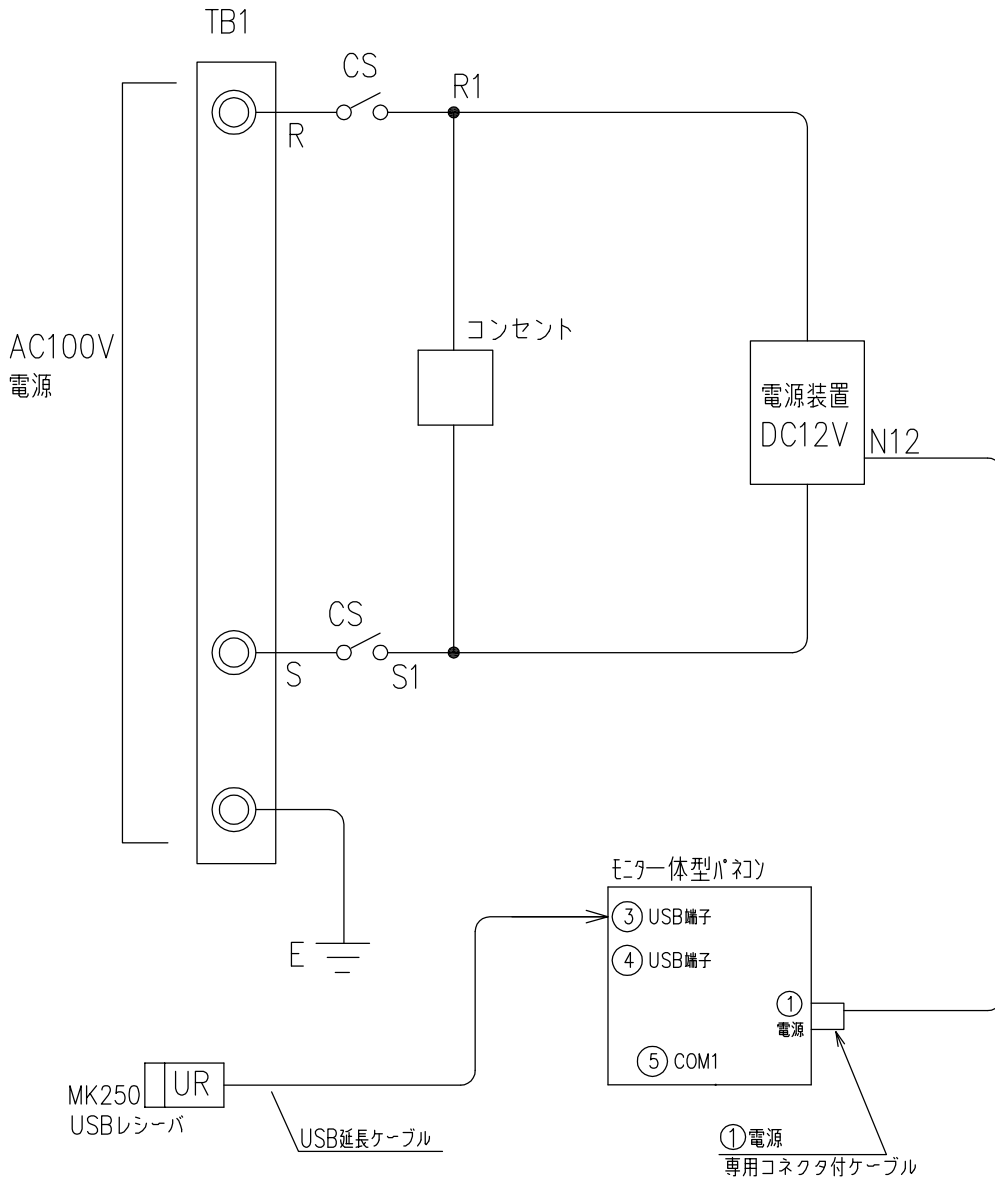 TB1
CS
R1
R
コンセント
AC100V
電源
電源装置
DC12V
N12
CS
S
S1
モニター体型パネコン
③ USB端子
④ USB端子
①
電源
⑤ COM1
E
MK250
UR
USBレシーバ
USB延長ケーブル
①電源
専用コネクタ付ケーブル